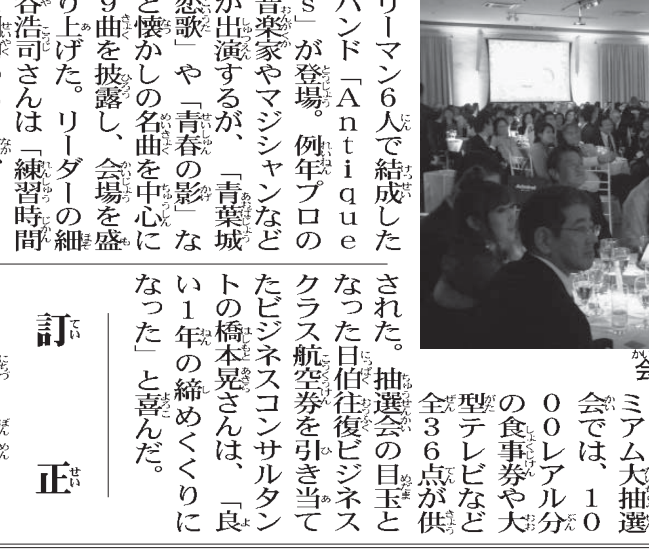 リーマン6人で結成した
バンド「Antique
s」が登場。例年プロの
音楽家やマジシャンなど
が出演するが、「青葉城
恋歌」や「青春の影」な
ど懐かしの名曲を中心に
9曲を披露し、会場を盛
り上げた。リーダーの細
谷浩司さんは「練習時間
ミアム大抽選
会では、10
00レアル分
の食事券や大
型テレビなど
全36点が供
された。抽選会の目玉と
なった日伯往復ビジネス
クラス航空券を引き当て
たビジネスコンサルタン
トの橋本晃さんは、「良
い1年の締めくくりに
なった」と喜んだ。
訂正